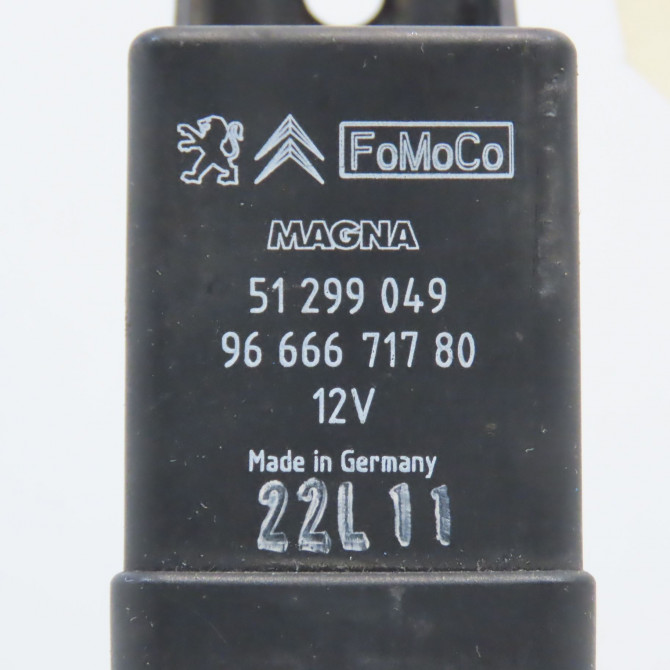 FoMoCo
MAGNA
51 299 049
96 666 717 80
12V
Made in Germany
22L11